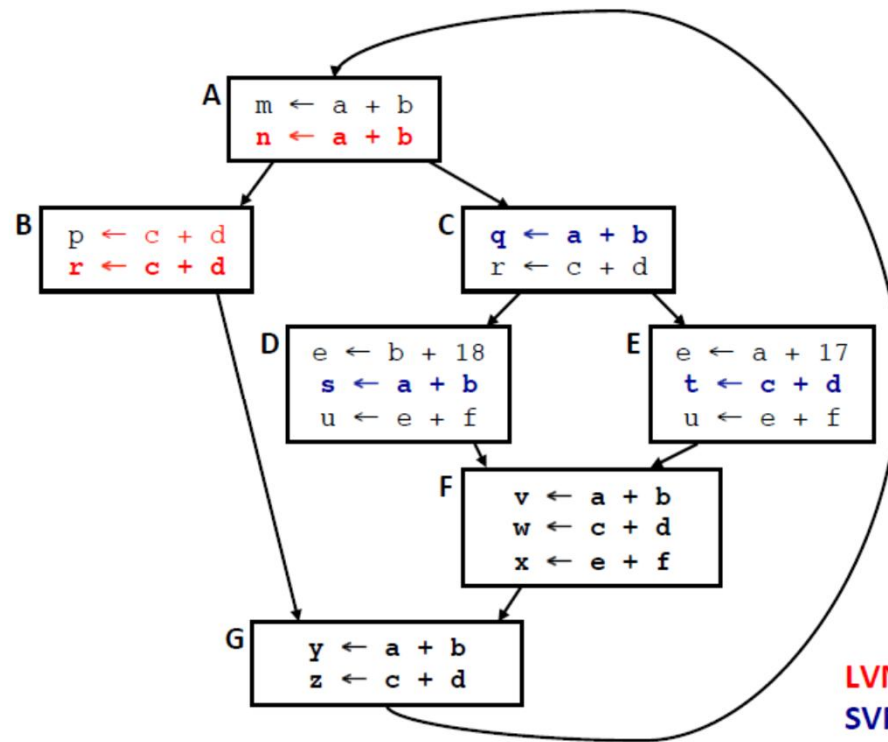 A
m ← a + b
n ← a + b
B
p ← c + d
r ← c + d
C
q ← a + b
r ← c + d
D
e ← b + 18
s ← a + b
u ← e + f
E
e ← a + 17
t ← c + d
u ← e + f
F
v ← a + b
w ← c + d
x ← e + f
G
y ← a + b
z ← c + d